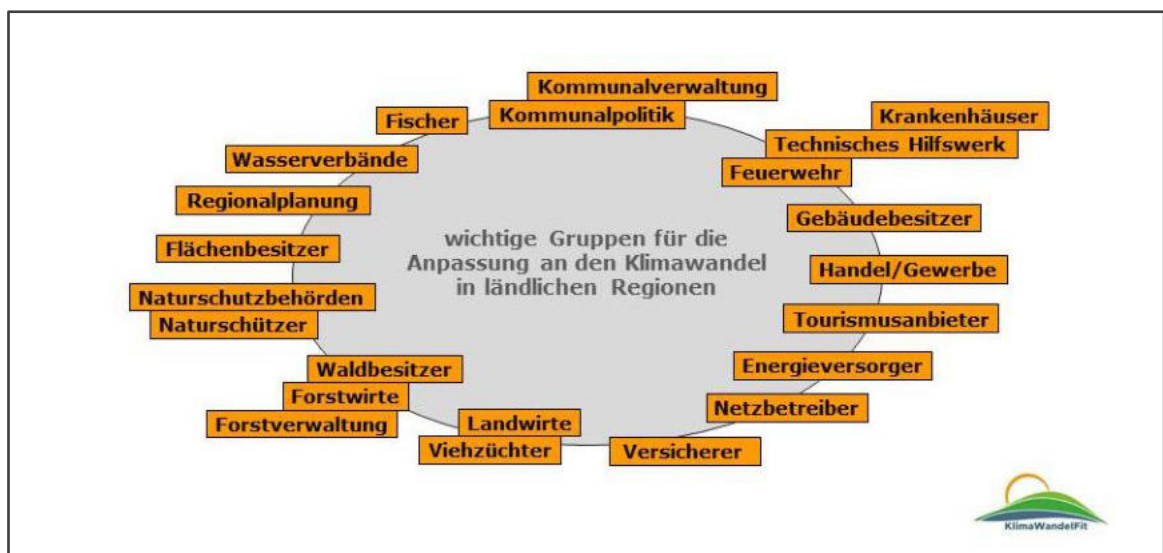 Kommunalverwaltung
Kommunalpolitik
Fischer
Krankenhäuser
Technisches Hilfswerk
Feuerwehr
Wasserverbände
Regionalplanung
Gebäudebesitzer
Flächenbesitzer
wichtige Gruppen für die
Anpassung an den Klimawandel
in ländlichen Regionen
Handel/Gewerbe
Naturschutzbehörden
Naturschützer
Tourismusanbieter
Waldbesitzer
Forstwirte
Forstverwaltung
Energieversorger
Netzbetreiber
Landwirte
Viehzüchter
Versicherer
KlimaWandelFit